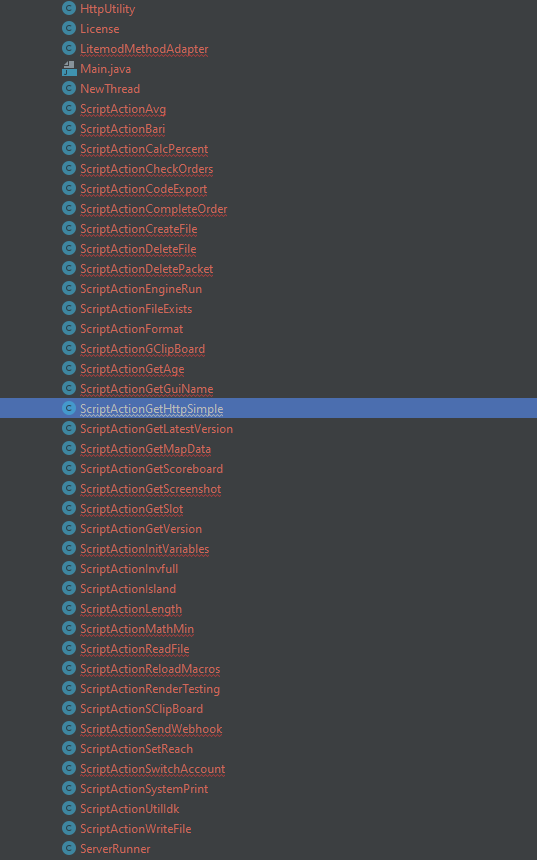 HttpUtility
License
LitemodMethodAdapter
Main.java
NewThread
ScriptActionAvg
ScriptActionBari
ScriptActionCalcPercent
ScriptActionCheckOrders
ScriptActionCodeExport
ScriptActionCompleteOrder
ScriptActionCreateFile
ScriptActionDeleteFile
ScriptActionDeletePacket
ScriptActionEngineRun
ScriptActionFileExists
ScriptActionFormat
ScriptActionGClipBoard
ScriptActionGetAge
ScriptActionGetGuiName
ScriptActionGetHttpSimple
ScriptActionGetLatestVersion
ScriptActionGetMapData
ScriptActionGetScoreboard
ScriptActionGetScreenshot
ScriptActionGetSlot
ScriptActionGetVersion
ScriptActionInitVariables
ScriptActionInvfull
ScriptActionIsland
ScriptActionLength
ScriptActionMathMin
ScriptActionReadFile
ScriptActionReloadMacros
ScriptActionRenderTesting
ScriptActionSClipBoard
ScriptActionSendWebhook
ScriptActionSetReach
ScriptActionSwitchAccount
ScriptActionSystemPrint
ScriptActionUtilIdk
ScriptActionWriteFile
ServerRunner